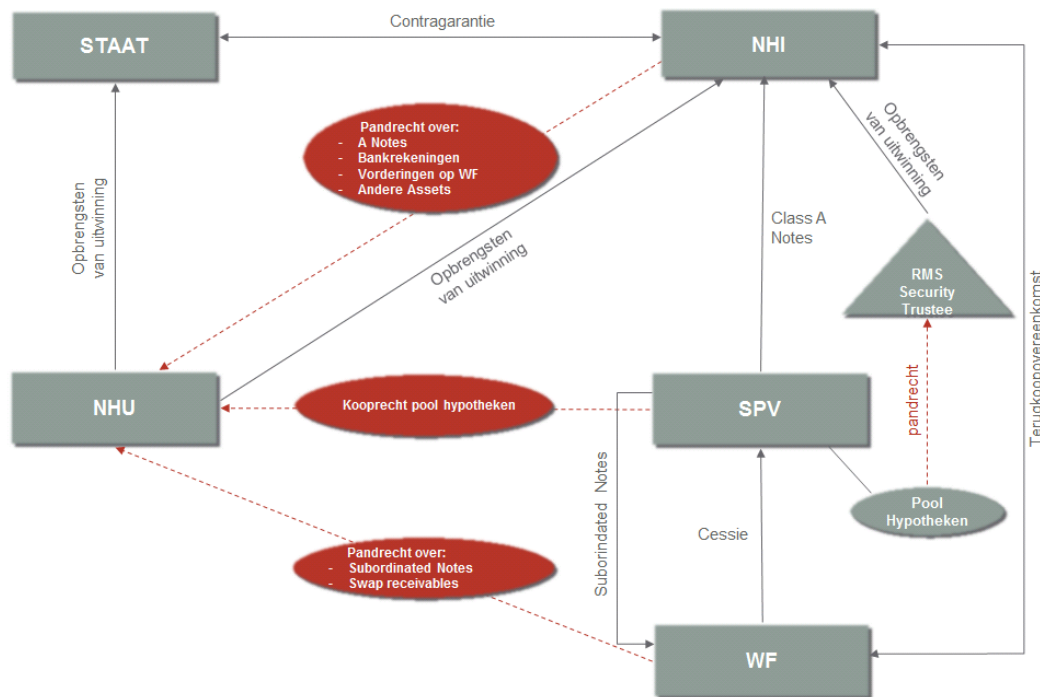 Contragarantie
STAAT
NHI
Pandrecht over:
- A Notes
- Bankrekeningen
- Vorderingen op WF
- Andere Assets
Opbrengsten
van uitwinning
Opbrengsten
van uitwinning
Opbrengsten
van uitwinning
Class A
Notes
RMS
Security
Trustee
Terugkoopovereenkomst
pandrecht
NHU
Kooprecht pool hypotheken
SPV
Suborindated Notes
Pool
Hypotheken
Cessie
Pandrecht over:
- Subordinated Notes
- Swap receivables
WF